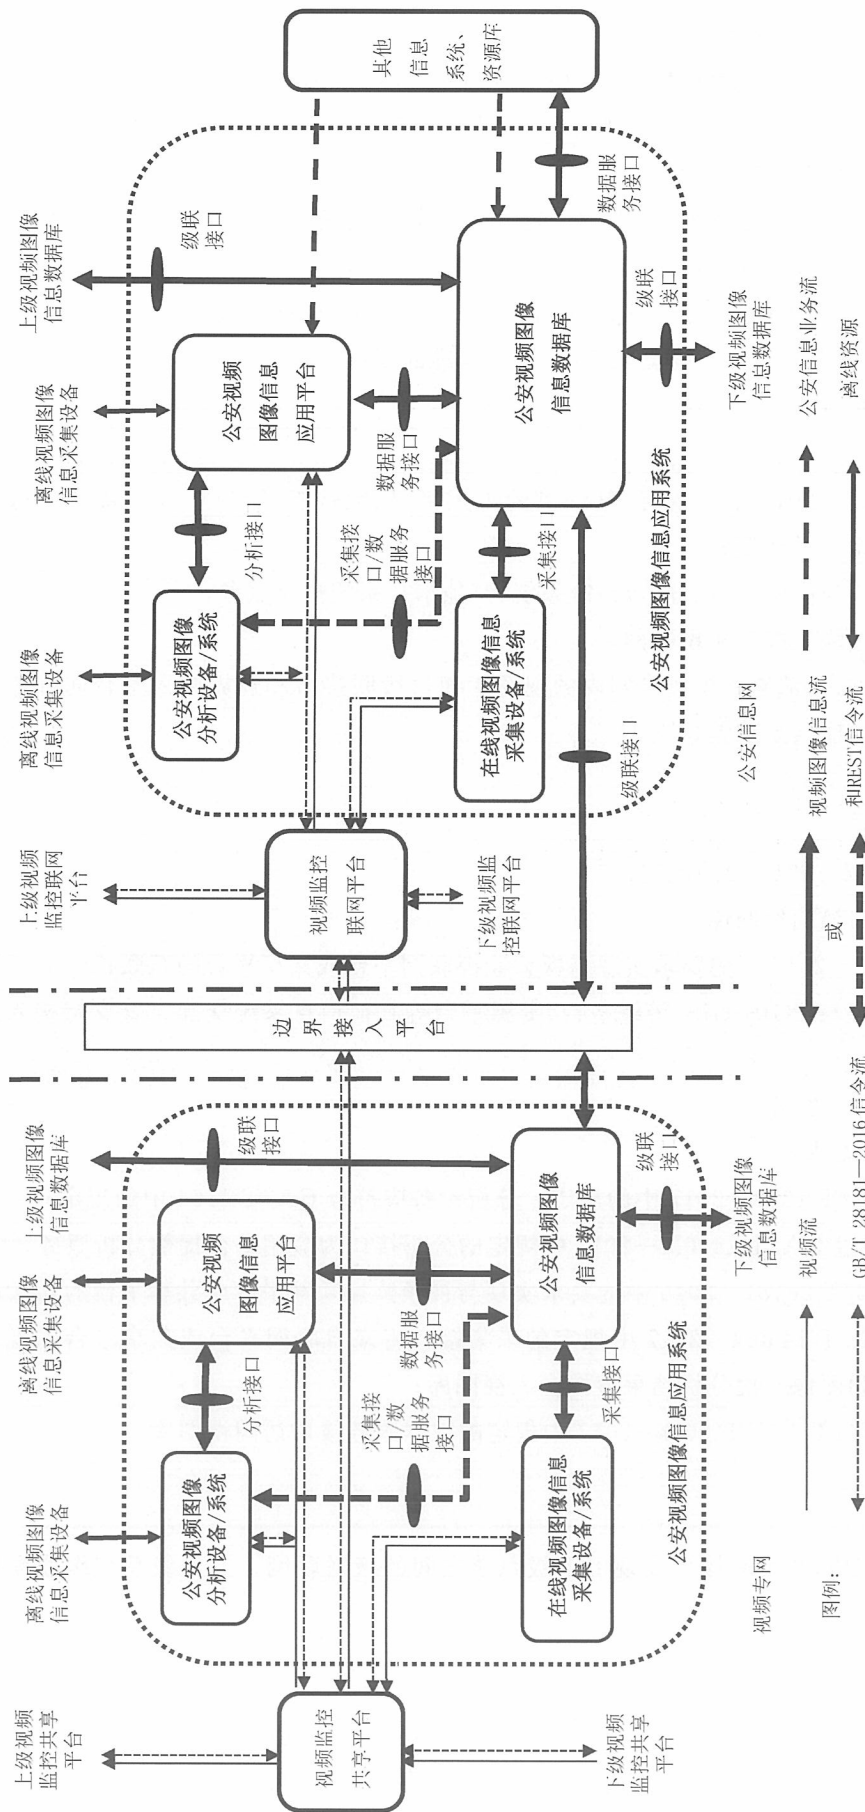 上级视频
监控共享
平台
离线视频图像
信息采集设备
离线视频图像
信息采集设备
上级视频图像
信息数据库
上级视频
监控联网
平台
离线视频图像
信息采集设备
离线视频图像
信息采集设备
上级视频图像
信息数据库
视频监控
共享平台
公安视频图像
分析设备/系统
分析接口
公安视频
图像信息
应用平台
级联
接口
采集接
口/数
据服务
接口
数据服
务接口
在线视频图像信息
采集设备/系统
采集接口
公安视频图像
信息数据库
级联
接口
公安视频图像信息应用系统
下级视频
监控共享
平台
下级视频图像
信息数据库
视频专网
边界接入平台
视频监控
联网平台
下级视频监
控联网平台
公安视频图像
分析设备/系统
分析接口
公安视频
图像信息
应用平台
级联
接口
采集接
口/数
据服务
接口
数据服
务接口
在线视频图像信息
采集设备/系统
采集接口
公安视频图像
信息数据库
级联接口
级联
接口
数据服
务接口
其他
信息
系统、
资源库
公安视频图像信息应用系统
下级视频图像
信息数据库
公安信息网
图例：
视频流
GB/T 28181—2016信令流
或
视频图像信息流
和REST信令流
公安信息业务流
离线资源